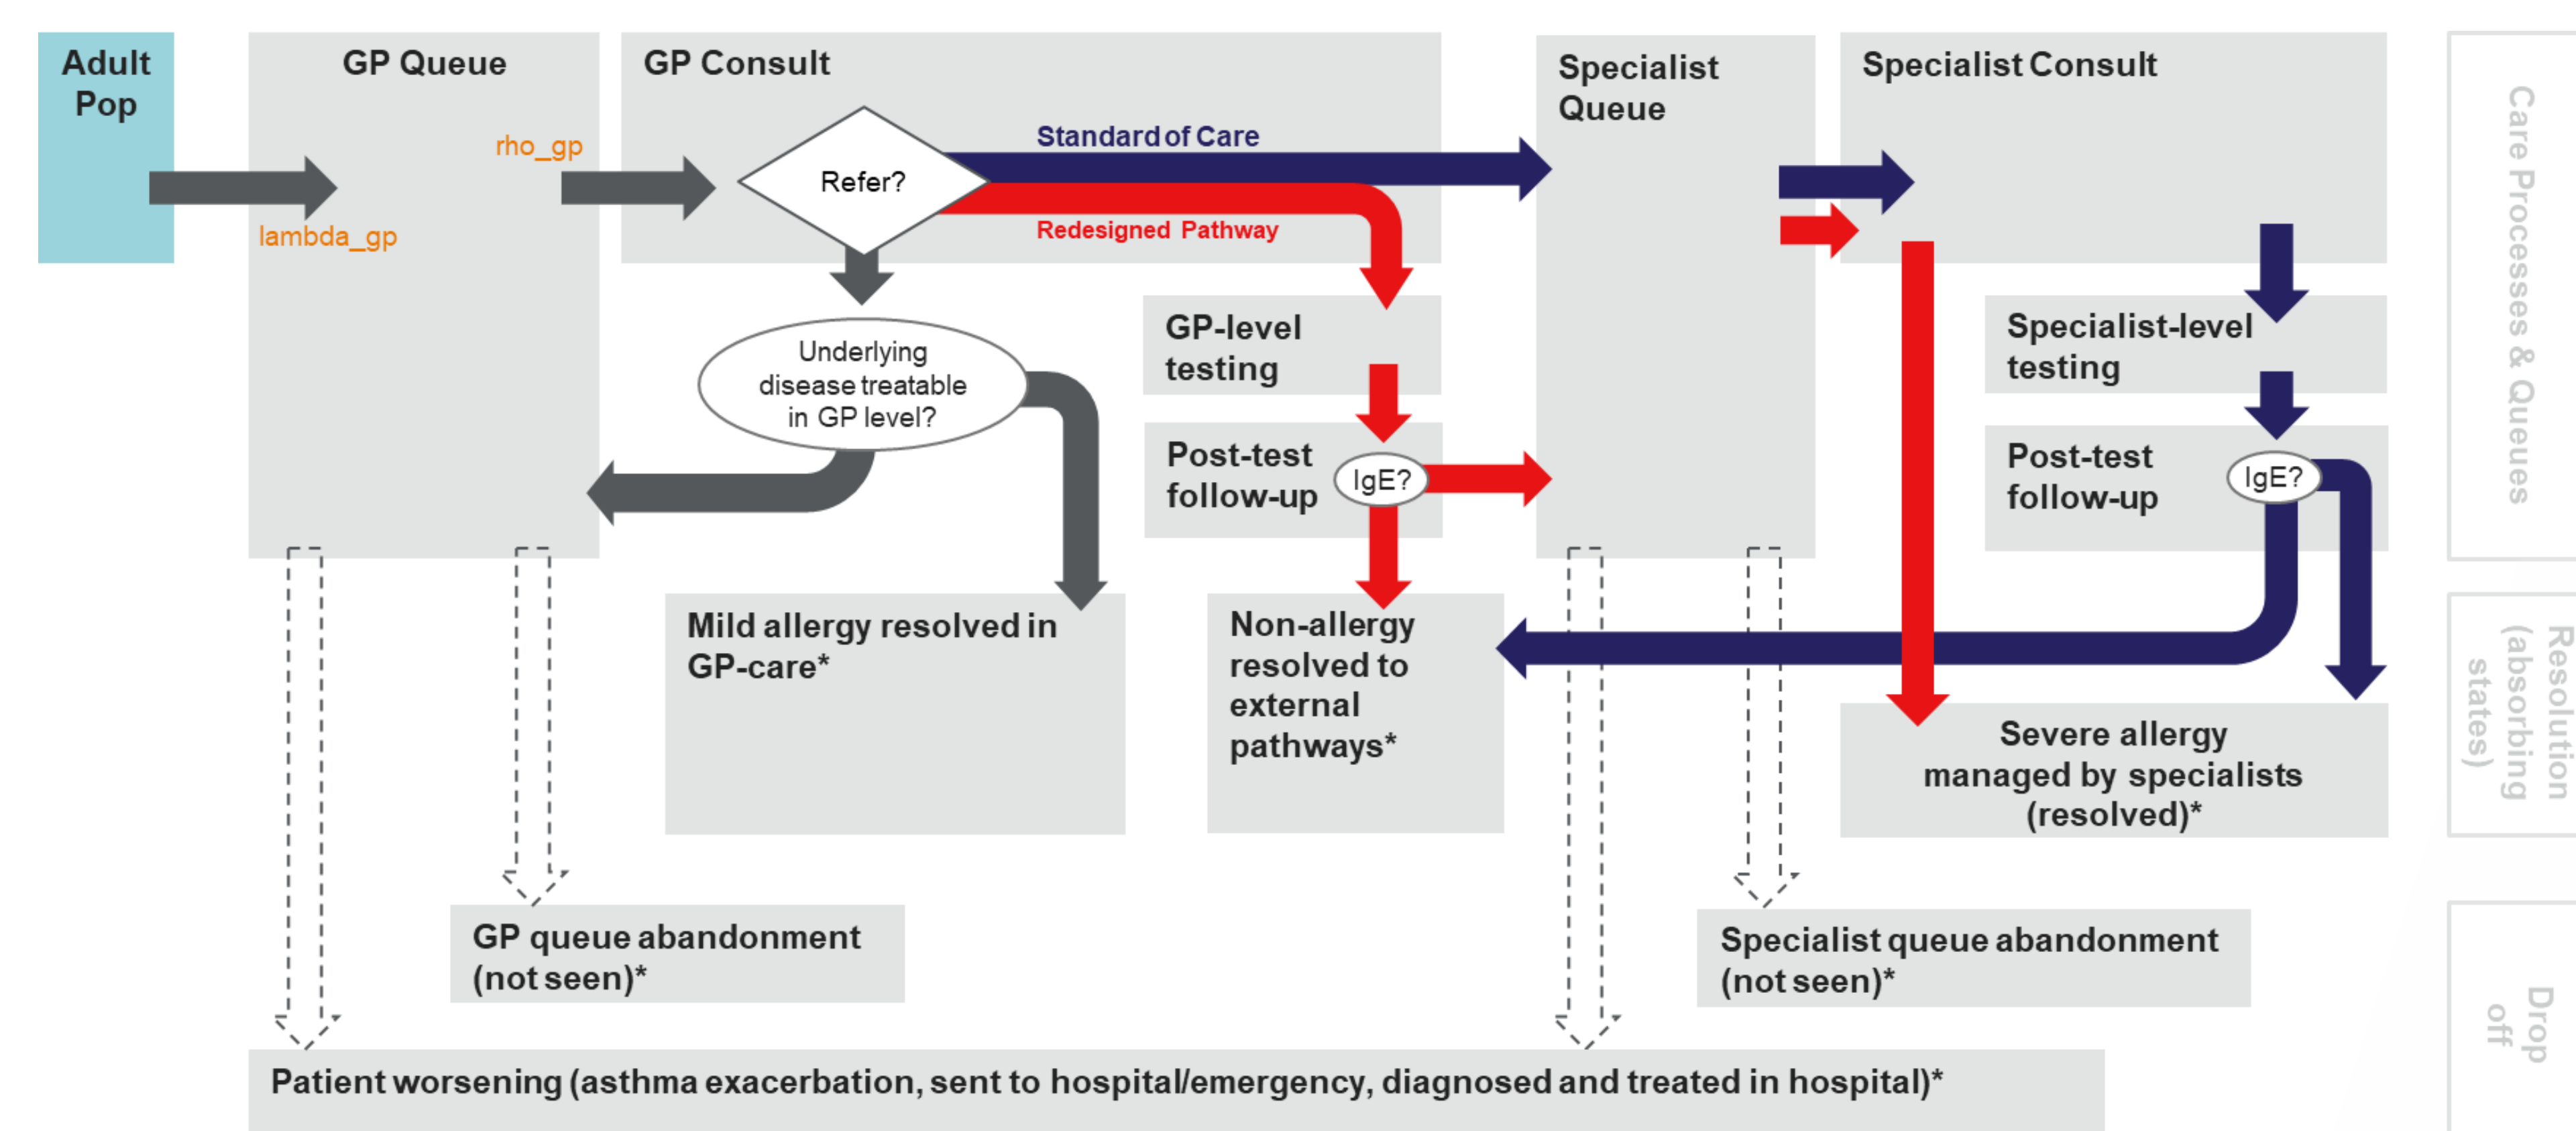 Adult
Pop
GP Queue
GP Consult
Specialist
Queue
Specialist Consult
rho_gp
lambda_gp
Refer?
Standard of Care
Redesigned Pathway
Underlying
disease treatable
in GP level?
GP-level
testing
Specialist-level
testing
Post-test
follow-up
IgE?
Post-test
follow-up
IgE?
Mild allergy resolved in
GP-care*
Non-allergy
resolved to
external
pathways*
Severe allergy
managed by specialists
(resolved)*
GP queue abandonment
(not seen)*
Specialist queue abandonment
(not seen)*
Patient worsening (asthma exacerbation, sent to hospital/emergency, diagnosed and treated in hospital)*
Care Processes & Queues
Resolution
(absorbing
states)
Drop
off